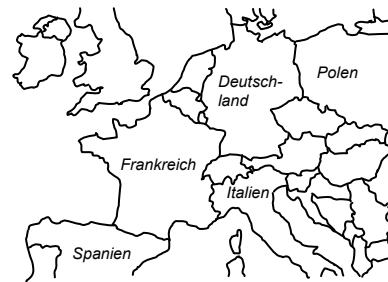 Deutsch-
land
Polen
Frankreich
Italien
Spanien